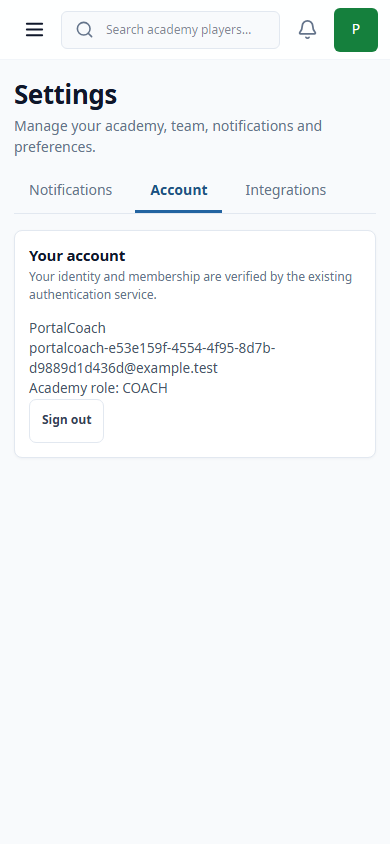 Search academy players...
P
Settings
Manage your academy, team, notifications and
preferences.
Notifications
Account
Integrations
Your account
Your identity and membership are verified by the existing
authentication service.
PortalCoach
portalcoach-e53e159f-4554-4f95-8d7b-
d9889d1d436d@example.test
Academy role: COACH
Sign out